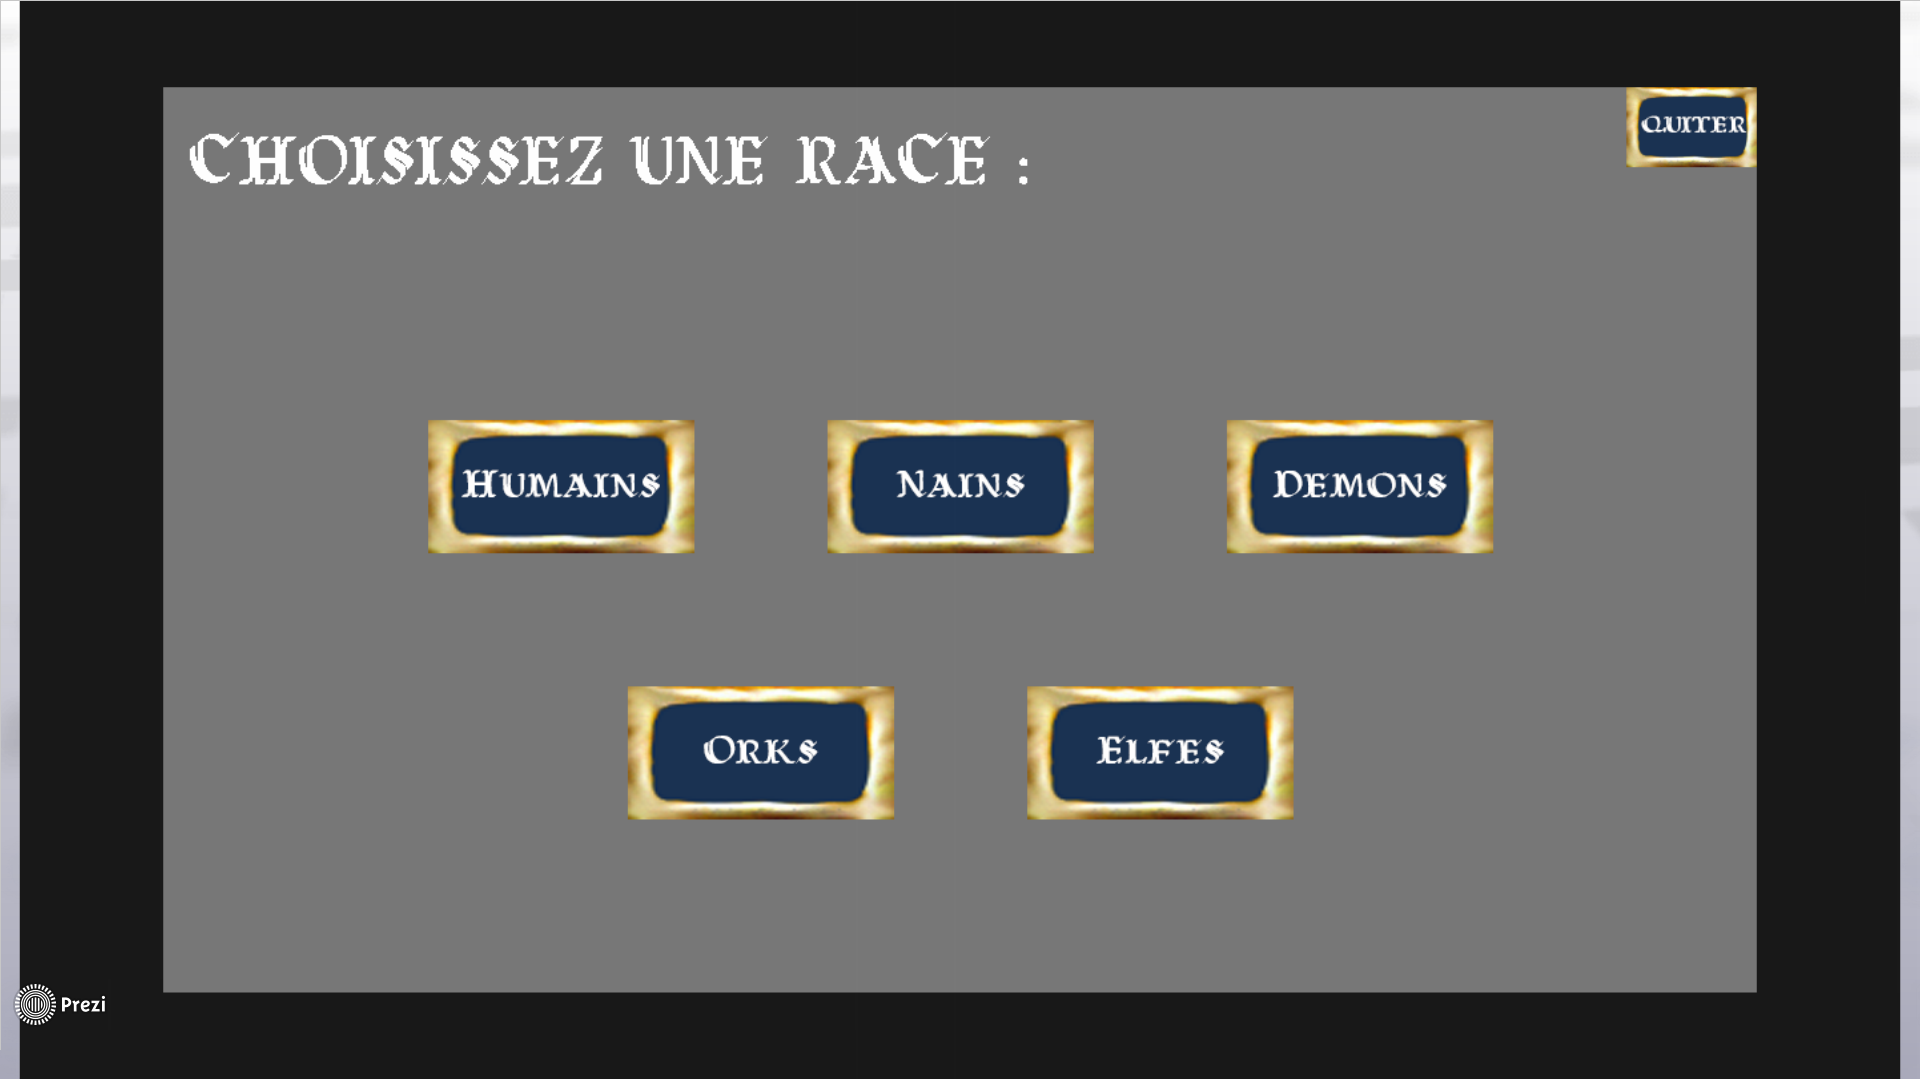 CHOISISSEZ UNE RACE :
QUITER
HUMAINS
NAINS
DEMONS
ORKS
ELFES
Prezi